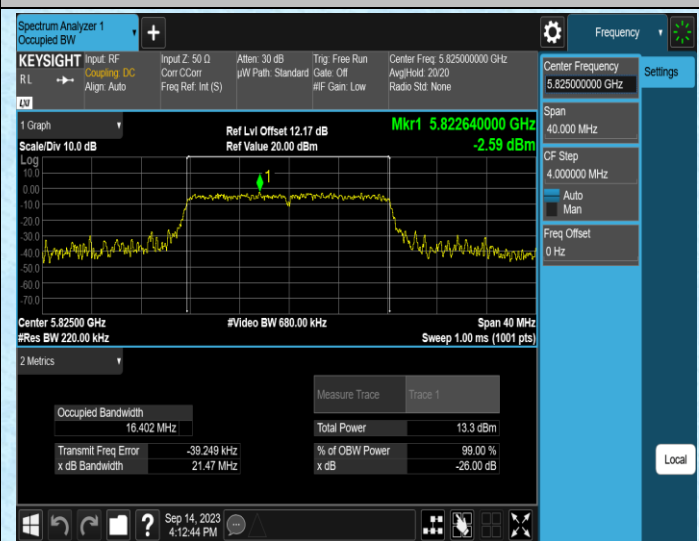 Spectrum Analyzer 1
Occupied BW
+
Frequency
KEYSIGHT
RL
LXI
Input: RF
Coupling: DC
Align: Auto
Input Z: 50 Ω
Corr CCorr
Freq Ref: Int (S)
Atten: 30 dB
µW Path: Standard
Trig: Free Run
Gate: Off
#IF Gain: Low
Center Freq: 5.825000000 GHz
Avg|Hold: 20/20
Radio Std: None
Center Frequency
5.825000000 GHz
Settings
Span
40.000 MHz
CF Step
4.000000 MHz
Auto
Man
Freq Offset
0 Hz
Local
1 Graph
Scale/Div 10.0 dB
Ref Lvl Offset 12.17 dB
Ref Value 20.00 dBm
Mkr1 5.822640000 GHz
-2.59 dBm
Log
10.0
0.00
-10.0
-20.0
-30.0
-40.0
-50.0
-60.0
-70.0
1
Center 5.82500 GHz
#Res BW 220.00 kHz
#Video BW 680.00 kHz
Span 40 MHz
Sweep 1.00 ms (1001 pts)
2 Metrics
Measure Trace Trace 1
Occupied Bandwidth
16.402 MHz
Total Power 13.3 dBm
Transmit Freq Error -39.249 kHz
% of OBW Power 99.00 %
x dB Bandwidth 21.47 MHz
x dB -26.00 dB
?
Sep 14, 2023
4:12:44 PM